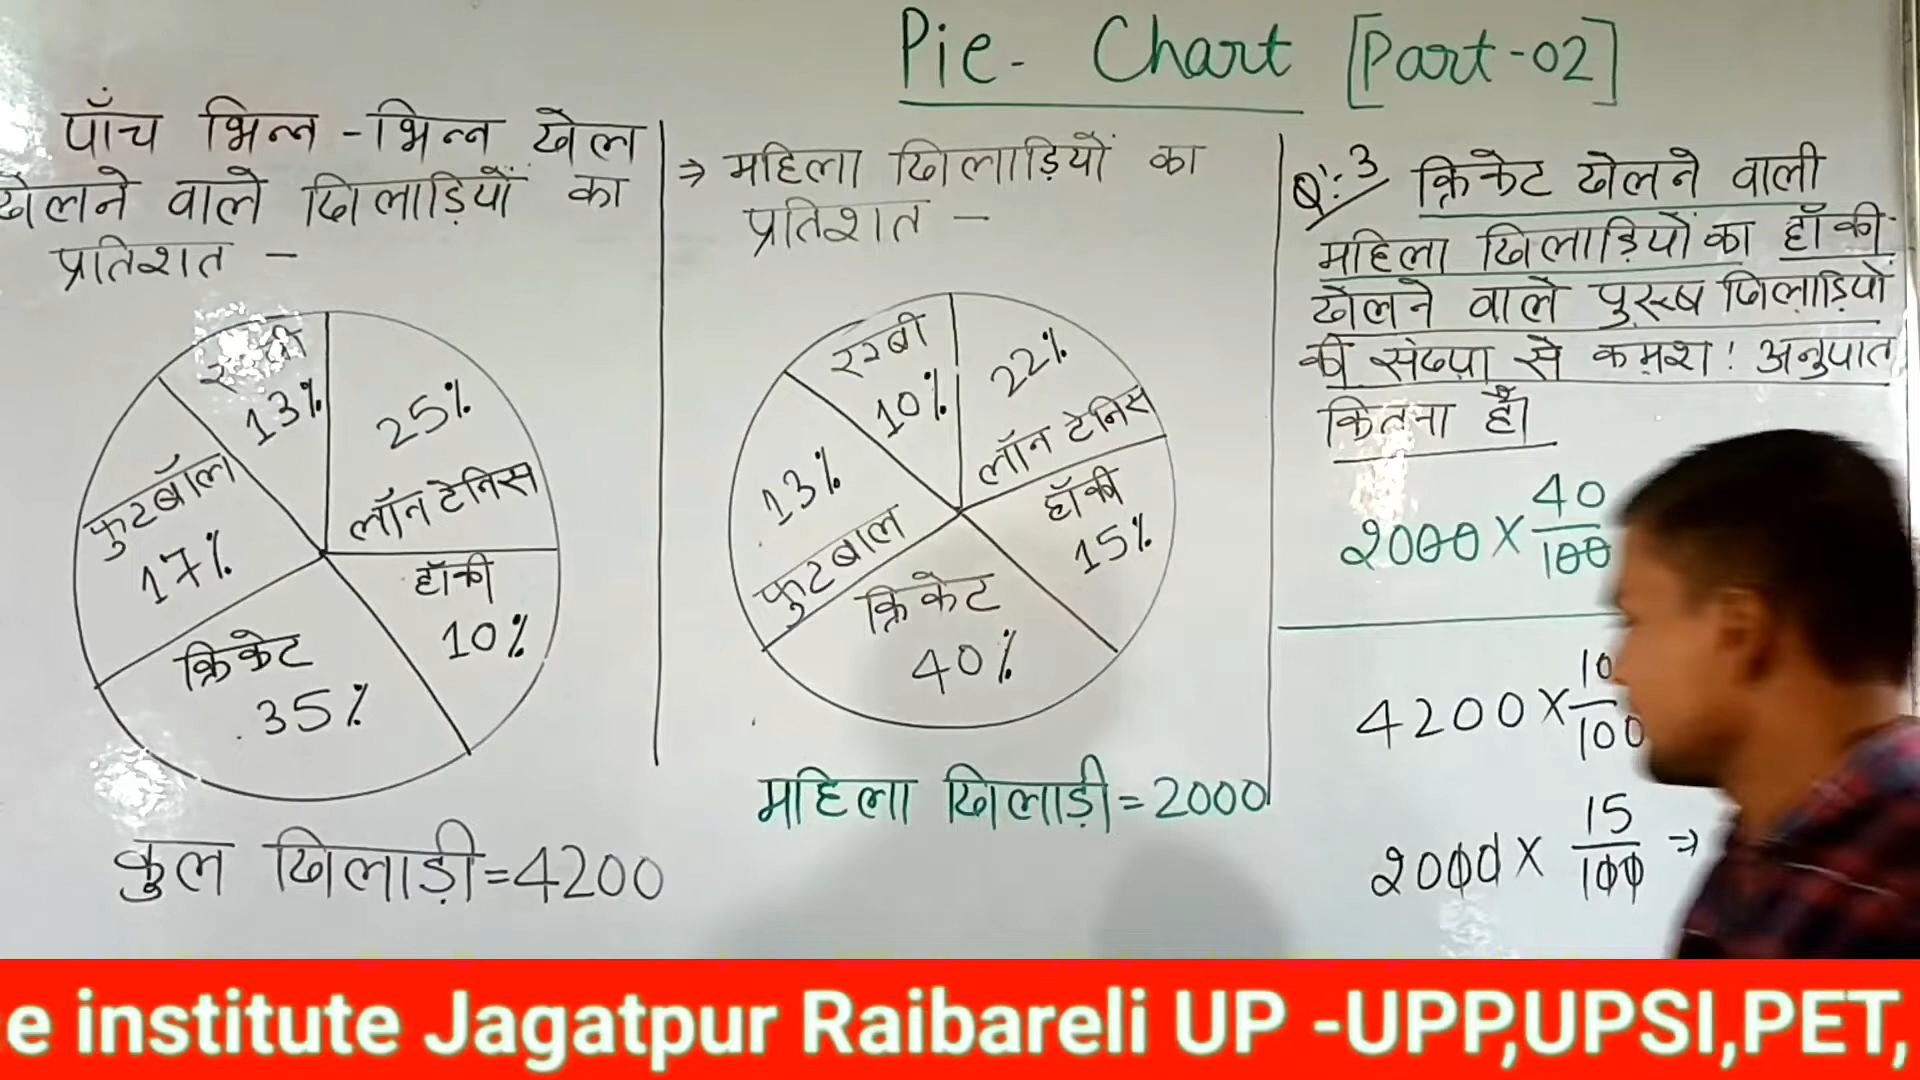 Pie- Chart [Part-02]
पाँच भिन्न-भिन्न खेल
खेलने वाले खिलाड़ियों का
प्रतिशत -
13%
25%
लॉन टेनिस
फुटबॉल
17%
हॉकी
10%
क्रिकेट
35%
कुल खिलाड़ी=4200
⇒ महिला खिलाड़ियों का
प्रतिशत -
रग्बी
10%
22%
लॉन टेनिस
13%
फुटबाल
हॉकी
15%
क्रिकेट
40%
महिला खिलाड़ी=2000
Q:-3 क्रिकेट खेलने वाली
महिला खिलाड़ियों का हॉकी
खेलने वाले पुरूष खिलाड़ियों
की संख्या से क्रमश: अनुपात
कितना है।
2000 × 40/100
4200 × 10/100
2000 × 15/100 ⇒
e institute Jagatpur Raibareli UP -UPP,UPSI,PET,